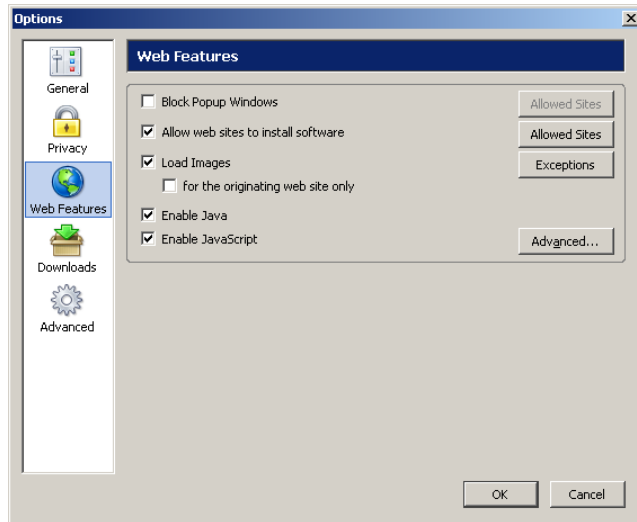 Options
General
Privacy
Web Features
Downloads
Advanced
Web Features
Block Popup Windows
Allowed Sites
Allow web sites to install software
Allowed Sites
Load Images
Exceptions
for the originating web site only
Enable Java
Enable JavaScript
Advanced...
OK
Cancel